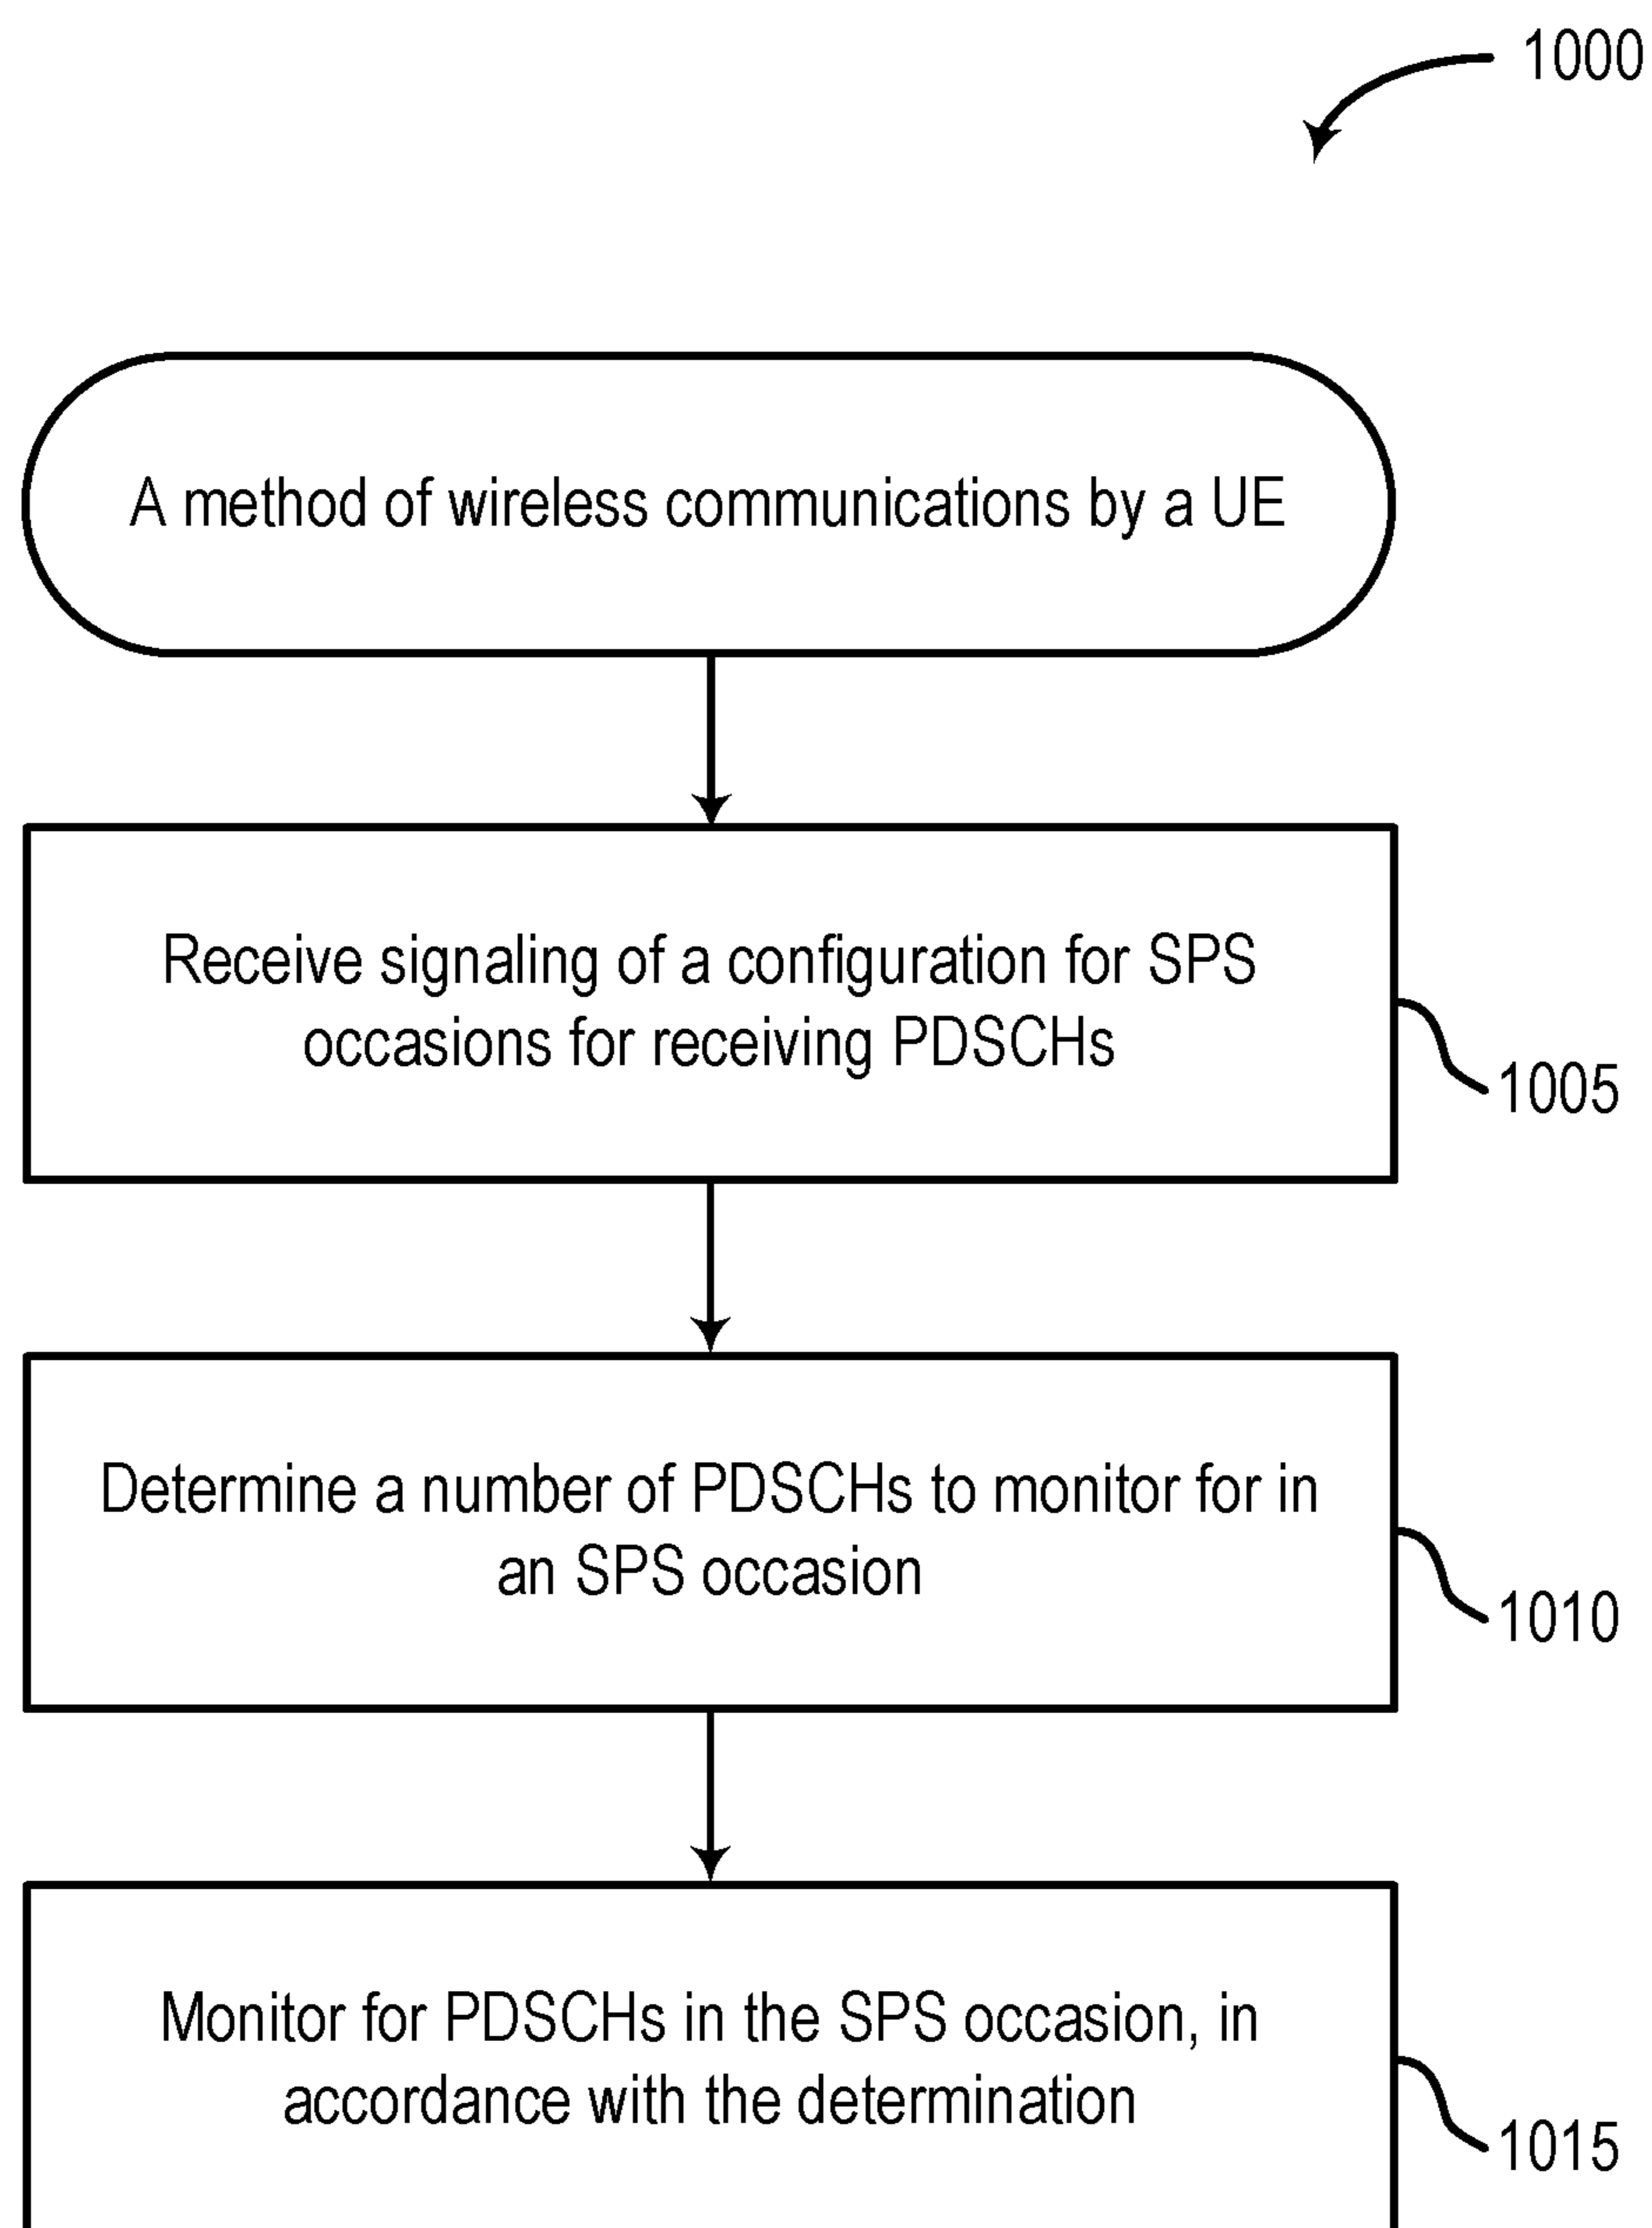 1000
A method of wireless communications by a UE
Receive signaling of a configuration for SPS
occasions for receiving PDSCHs
1005
Determine a number of PDSCHs to monitor for in
an SPS occasion
1010
Monitor for PDSCHs in the SPS occasion, in
accordance with the determination
1015